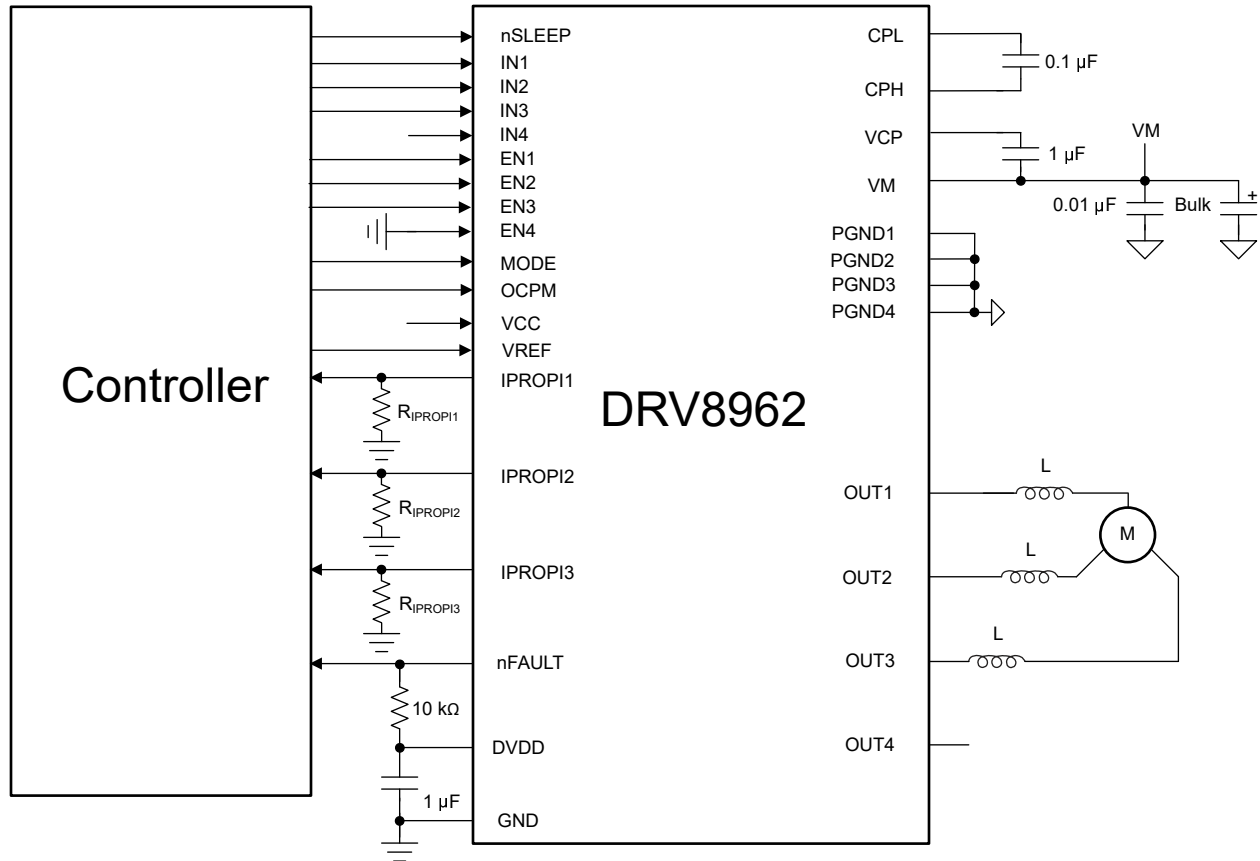 Controller
DRV8962
nSLEEP
IN1
IN2
IN3
IN4
EN1
EN2
EN3
EN4
MODE
OCPM
VCC
VREF
IPROPI1
RIPROPI1
IPROPI2
RIPROPI2
IPROPI3
RIPROPI3
nFAULT
10 kΩ
DVDD
1 µF
GND
CPL
0.1 µF
CPH
VCP
1 µF
VM
VM
0.01 µF
Bulk
+
PGND1
PGND2
PGND3
PGND4
OUT1
L
M
OUT2
L
OUT3
L
OUT4